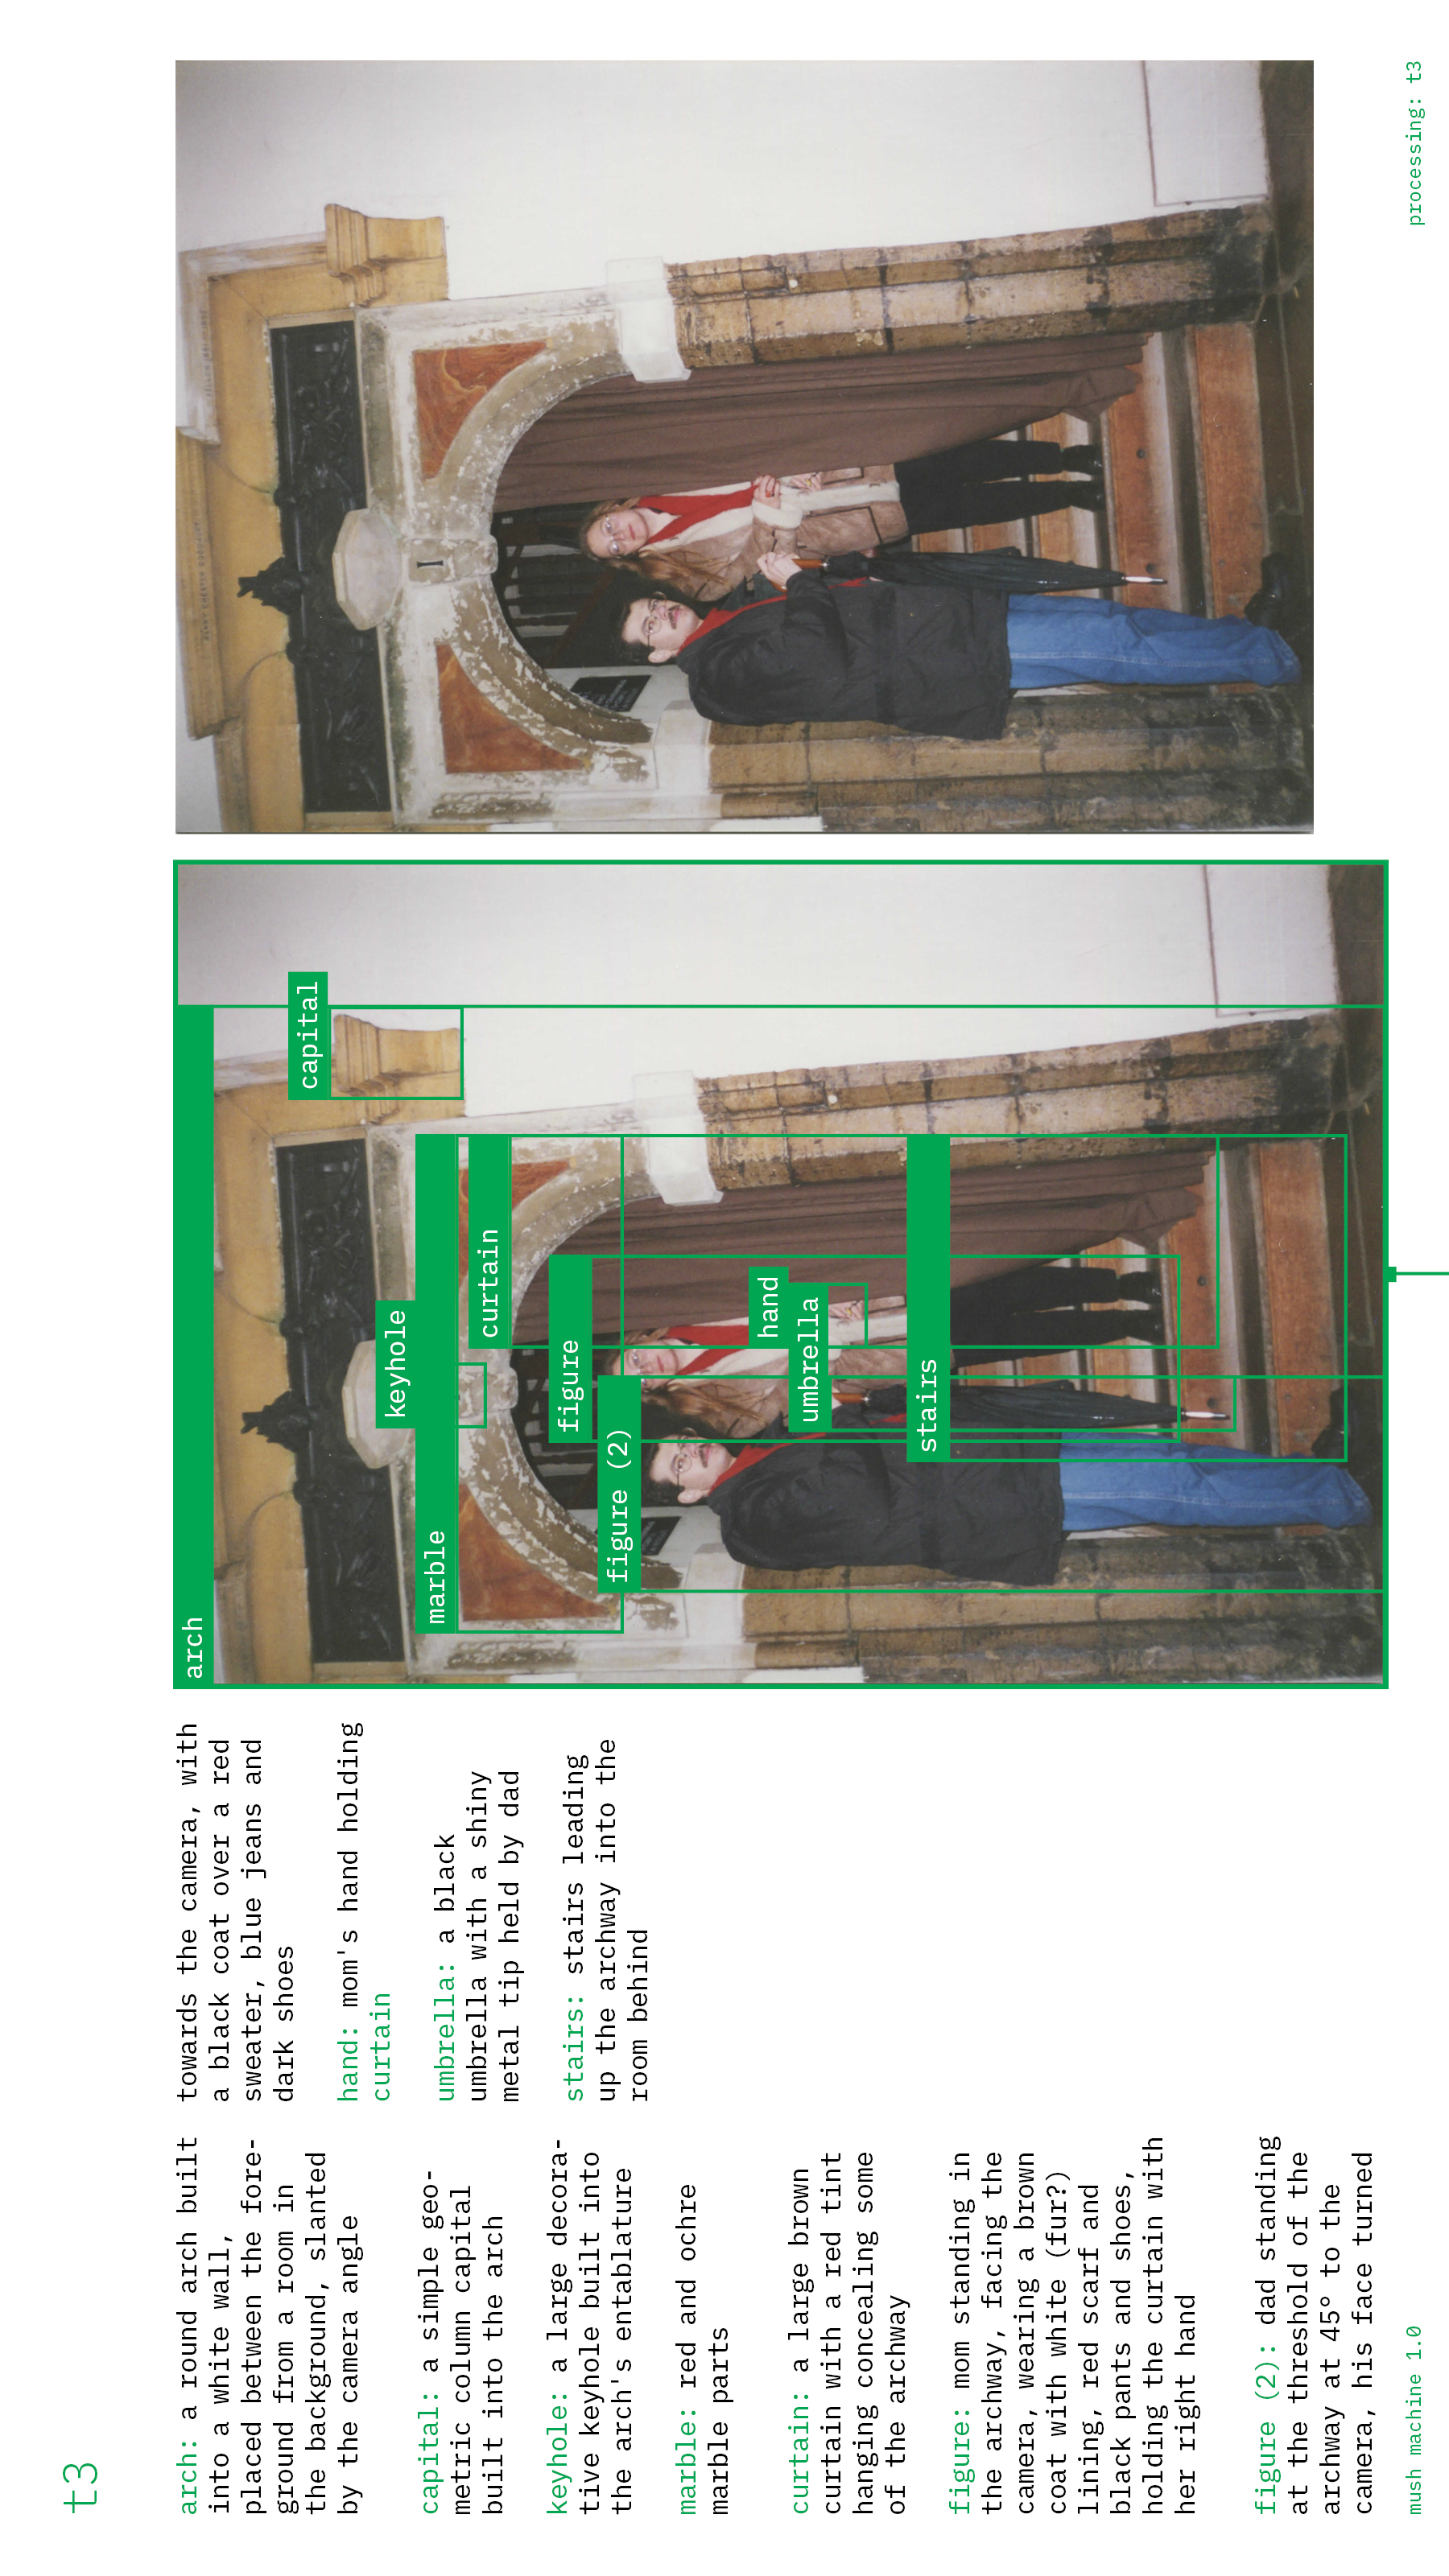 t3
arch: a round arch built
into a white wall,
placed between the fore-
ground from a room in
the background, slanted
by the camera angle
capital: a simple geo-
metric column capital
built into the arch
keyhole: a large decora-
tive keyhole built into
the arch's entablature
marble: red and ochre
marble parts
curtain: a large brown
curtain with a red tint
hanging concealing some
of the archway
figure: mom standing in
the archway, facing the
camera, wearing a brown
coat with white (fur?)
lining, red scarf and
black pants and shoes,
holding the curtain with
her right hand
figure (2): dad standing
at the threshold of the
archway at 45º to the
camera, his face turned
towards the camera, with
a black coat over a red
sweater, blue jeans and
dark shoes
hand: mom's hand holding
curtain
umbrella: a black
umbrella with a shiny
metal tip held by dad
stairs: stairs leading
up the archway into the
room behind
arch
capital
keyhole
marble
curtain
figure
figure (2)
hand
umbrella
stairs
mush machine 1.0
processing: t3